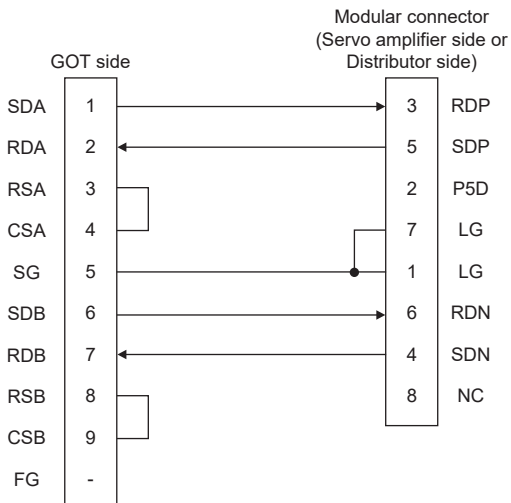 Modular connector
(Servo amplifier side or
Distributor side)
GOT side
SDA 1 3 RDP
RDA 2 5 SDP
RSA 3 2 P5D
CSA 4 7 LG
SG 5 1 LG
SDB 6 6 RDN
RDB 7 4 SDN
RSB 8 8 NC
CSB 9
FG -